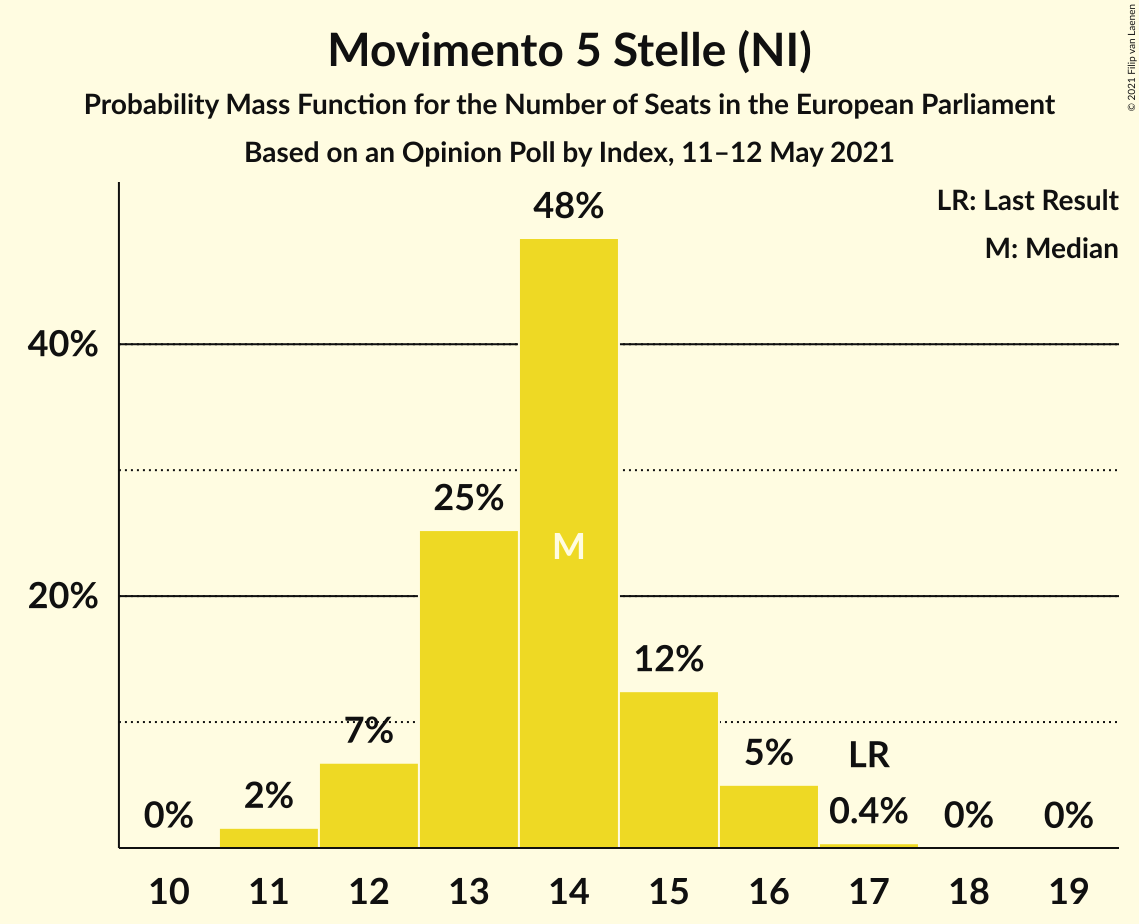 Movimento 5 Stelle (NI)
Probability Mass Function for the Number of Seats in the European Parliament
Based on an Opinion Poll by Index, 11–12 May 2021
© 2021 Filip van Laenen
LR: Last Result
M: Median
48%
40%
25%
M
20%
12%
7%
5%
LR
2%
0%
0.4%
0%
0%
10 11 12 13 14 15 16 17 18 19